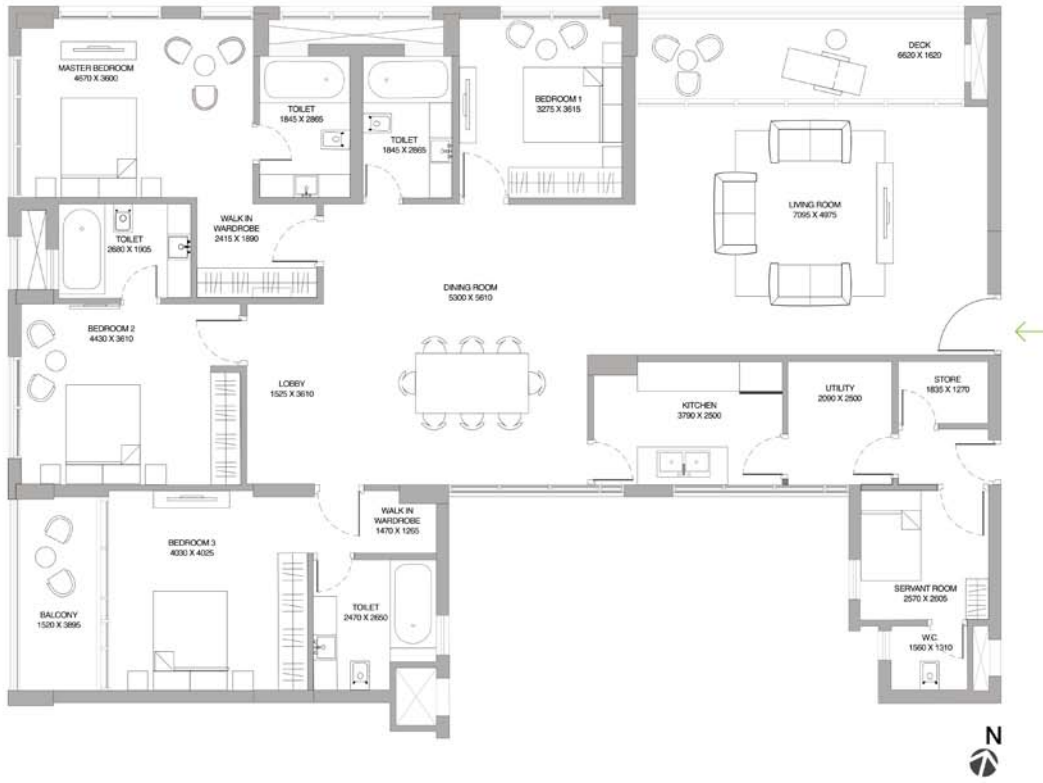 MASTER BEDROOM
4670 X 3600
TOILET
1845 X 2865
TOILET
1845 X 2865
BEDROOM 1
3275 X 3615
DECK
6620 X 1620
LIVING ROOM
7095 X 4975
WALK IN
WARDROBE
2415 X 1890
TOILET
2680 X 1905
DINING ROOM
5300 X 5610
BEDROOM 2
4430 X 3610
LOBBY
1525 X 3610
KITCHEN
3790 X 2500
UTILITY
2090 X 2500
STORE
1835 X 1270
WALK IN
WARDROBE
1470 X 1265
BEDROOM 3
4030 X 4025
BALCONY
1520 X 3895
TOILET
2470 X 2650
SERVANT ROOM
2570 X 2605
W.C.
1560 X 1310
N